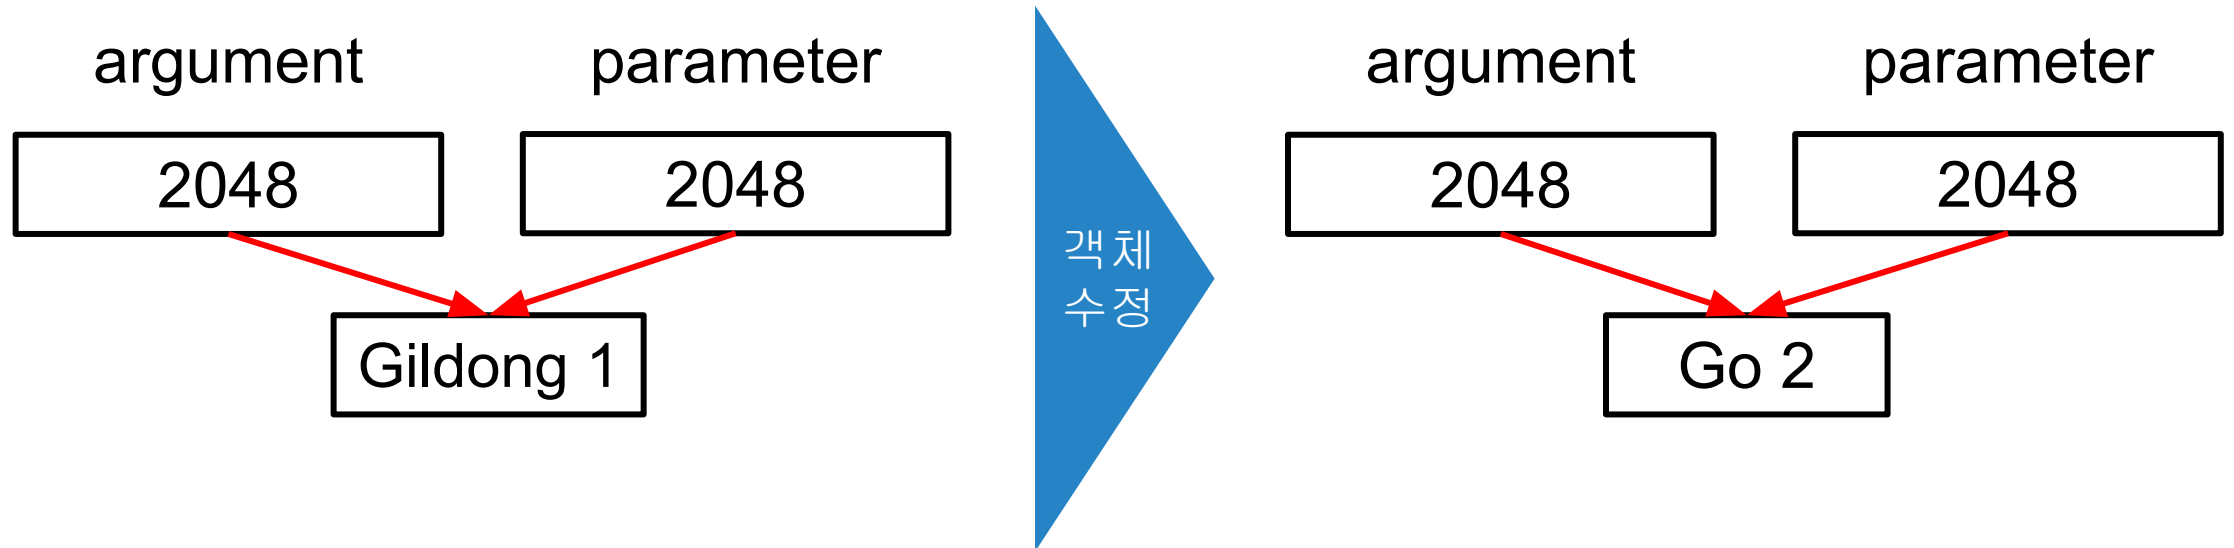 argument
parameter
2048
2048
Gildong 1
객체
수정
argument
parameter
2048
2048
Go 2